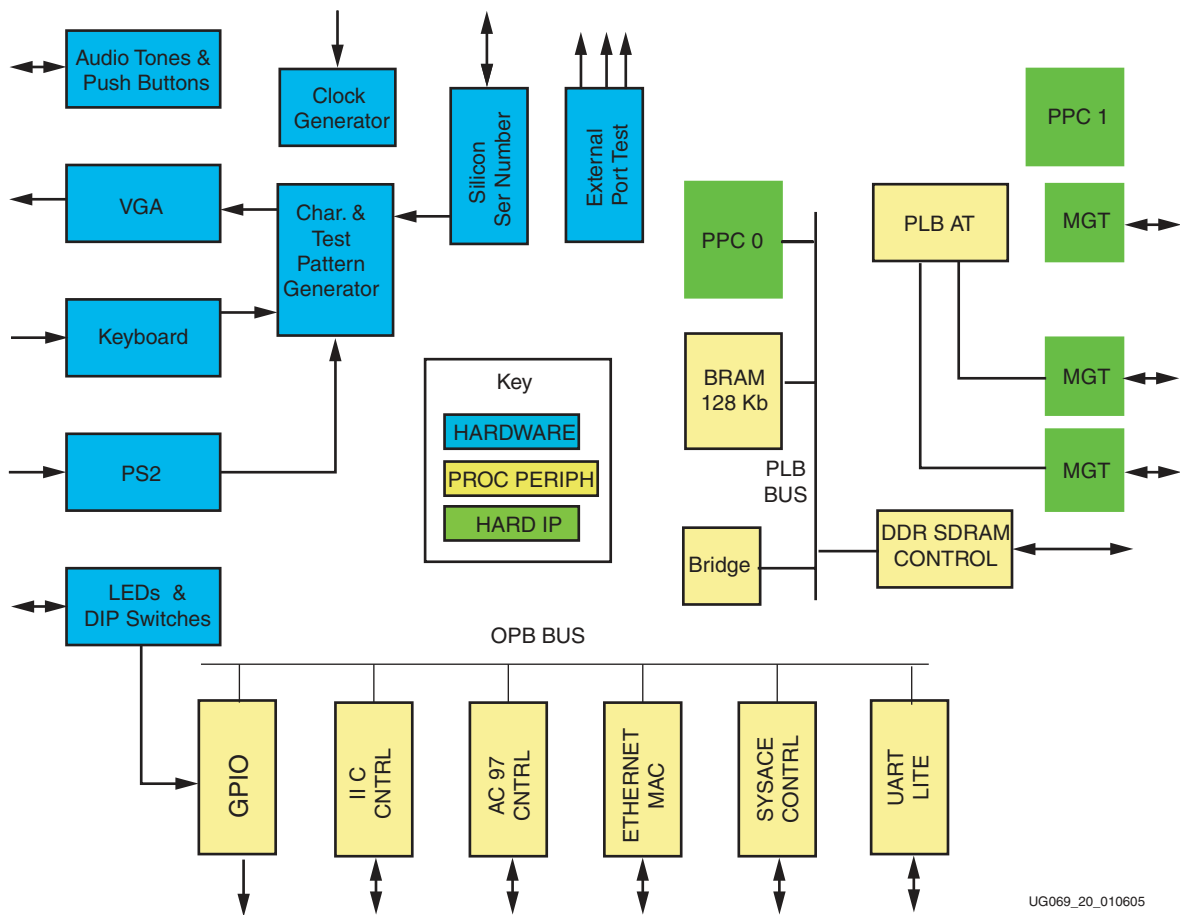 Audio Tones &
Push Buttons
Clock
Generator
Silicon
Ser Number
External
Port Test
PPC 1
VGA
Char. &
Test
Pattern
Generator
PPC 0
PLB AT
MGT
Keyboard
BRAM
128 Kb
MGT
Key
HARDWARE
PROC PERIPH
HARD IP
PS2
PLB
BUS
MGT
DDR SDRAM
CONTROL
Bridge
LEDs &
DIP Switches
OPB BUS
GPIO
II C
CNTRL
AC 97
CNTRL
ETHERNET
MAC
SYSACE
CONTRL
UART
LITE
UG069_20_010605